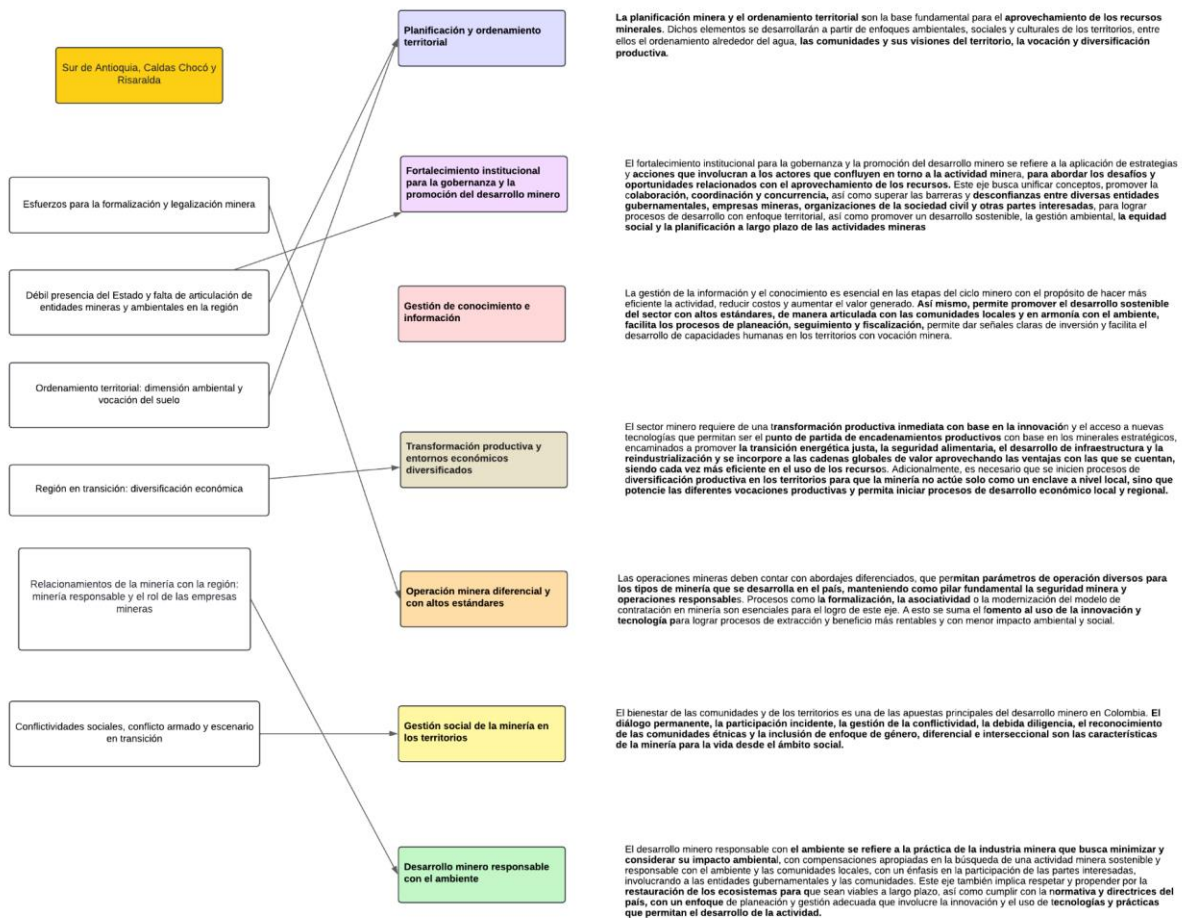 Sur de Antioquia, Caldas Chocó y
Risaralda
Esfuerzos para la formalización y legalización minera
Débil presencia del Estado y falta de articulación de
entidades mineras y ambientales en la región
Ordenamiento territorial: dimensión ambiental y
vocación del suelo
Región en transición: diversificación económica
Relacionamientos de la minería con la región:
minería responsable y el rol de las empresas
mineras
Conflictividades sociales, conflicto armado y escenario
en transición
Planificación y ordenamiento
territorial
La planificación minera y el ordenamiento territorial son la base fundamental para el aprovechamiento de los recursos
minerales. Dichos elementos se desarrollarán a partir de enfoques ambientales, sociales y culturales de los territorios, entre
ellos el ordenamiento alrededor del agua, las comunidades y sus visiones del territorio, la vocación y diversificación
productiva.
Fortalecimiento institucional
para la gobernanza y la
promoción del desarrollo minero
El fortalecimiento institucional para la gobernanza y la promoción del desarrollo minero se refiere a la aplicación de estrategias
y acciones que involucran a los actores que confluyen en torno a la actividad minera, para abordar los desafíos y
oportunidades relacionados con el aprovechamiento de los recursos. Este eje busca unificar conceptos, promover la
colaboración, coordinación y concurrencia, así como superar las barreras y desconfianzas entre diversas entidades
gubernamentales, empresas mineras, organizaciones de la sociedad civil y otras partes interesadas, para lograr
procesos de desarrollo con enfoque territorial, así como promover un desarrollo sostenible, la gestión ambiental, la equidad
social y la planificación a largo plazo de las actividades mineras
Gestión de conocimiento e
información
La gestión de la información y el conocimiento es esencial en las etapas del ciclo minero con el propósito de hacer más
eficiente la actividad, reducir costos y aumentar el valor generado. Así mismo, permite promover el desarrollo sostenible
del sector con altos estándares, de manera articulada con las comunidades locales y en armonía con el ambiente,
facilita los procesos de planeación, seguimiento y fiscalización, permite dar señales claras de inversión y facilita el
desarrollo de capacidades humanas en los territorios con vocación minera.
Transformación productiva y
entornos económicos
diversificados
El sector minero requiere de una transformación productiva inmediata con base en la innovación y el acceso a nuevas
tecnologías que permitan ser el punto de partida de encadenamientos productivos con base en los minerales estratégicos,
encaminados a promover la transición energética justa, la seguridad alimentaria, el desarrollo de infraestructura y la
reindustrialización y se incorpore a las cadenas globales de valor aprovechando las ventajas con las que se cuentan,
siendo cada vez más eficiente en el uso de los recursos. Adicionalmente, es necesario que se inicien procesos de
diversificación productiva en los territorios para que la minería no actúe solo como un enclave a nivel local, sino que
potencie las diferentes vocaciones productivas y permita iniciar procesos de desarrollo económico local y regional.
Operación minera diferencial y
con altos estándares
Las operaciones mineras deben contar con abordajes diferenciados, que permitan parámetros de operación diversos para
los tipos de minería que se desarrolla en el país, manteniendo como pilar fundamental la seguridad minera y
operaciones responsables. Procesos como la formalización, la asociatividad o la modernización del modelo de
contratación en minería son esenciales para el logro de este eje. A esto se suma el fomento al uso de la innovación y
tecnología para lograr procesos de extracción y beneficio más rentables y con menor impacto ambiental y social.
Gestión social de la minería en
los territorios
El bienestar de las comunidades y de los territorios es una de las apuestas principales del desarrollo minero en Colombia. El
diálogo permanente, la participación incidente, la gestión de la conflictividad, la debida diligencia, el reconocimiento
de las comunidades étnicas y la inclusión de enfoque de género, diferencial e interseccional son las características
de la minería para la vida desde el ámbito social.
Desarrollo minero responsable
con el ambiente
El desarrollo minero responsable con el ambiente se refiere a la práctica de la industria minera que busca minimizar y
considerar su impacto ambiental, con compensaciones apropiadas en la búsqueda de una actividad minera sostenible y
responsable con el ambiente y las comunidades locales, con un énfasis en la participación de las partes interesadas,
involucrando a las entidades gubernamentales y las comunidades. Este eje también implica respetar y propender por la
restauración de los ecosistemas para que sean viables a largo plazo, así como cumplir con la normativa y directrices del
país, con un enfoque de planeación y gestión adecuada que involucre la innovación y el uso de tecnologías y prácticas
que permitan el desarrollo de la actividad.